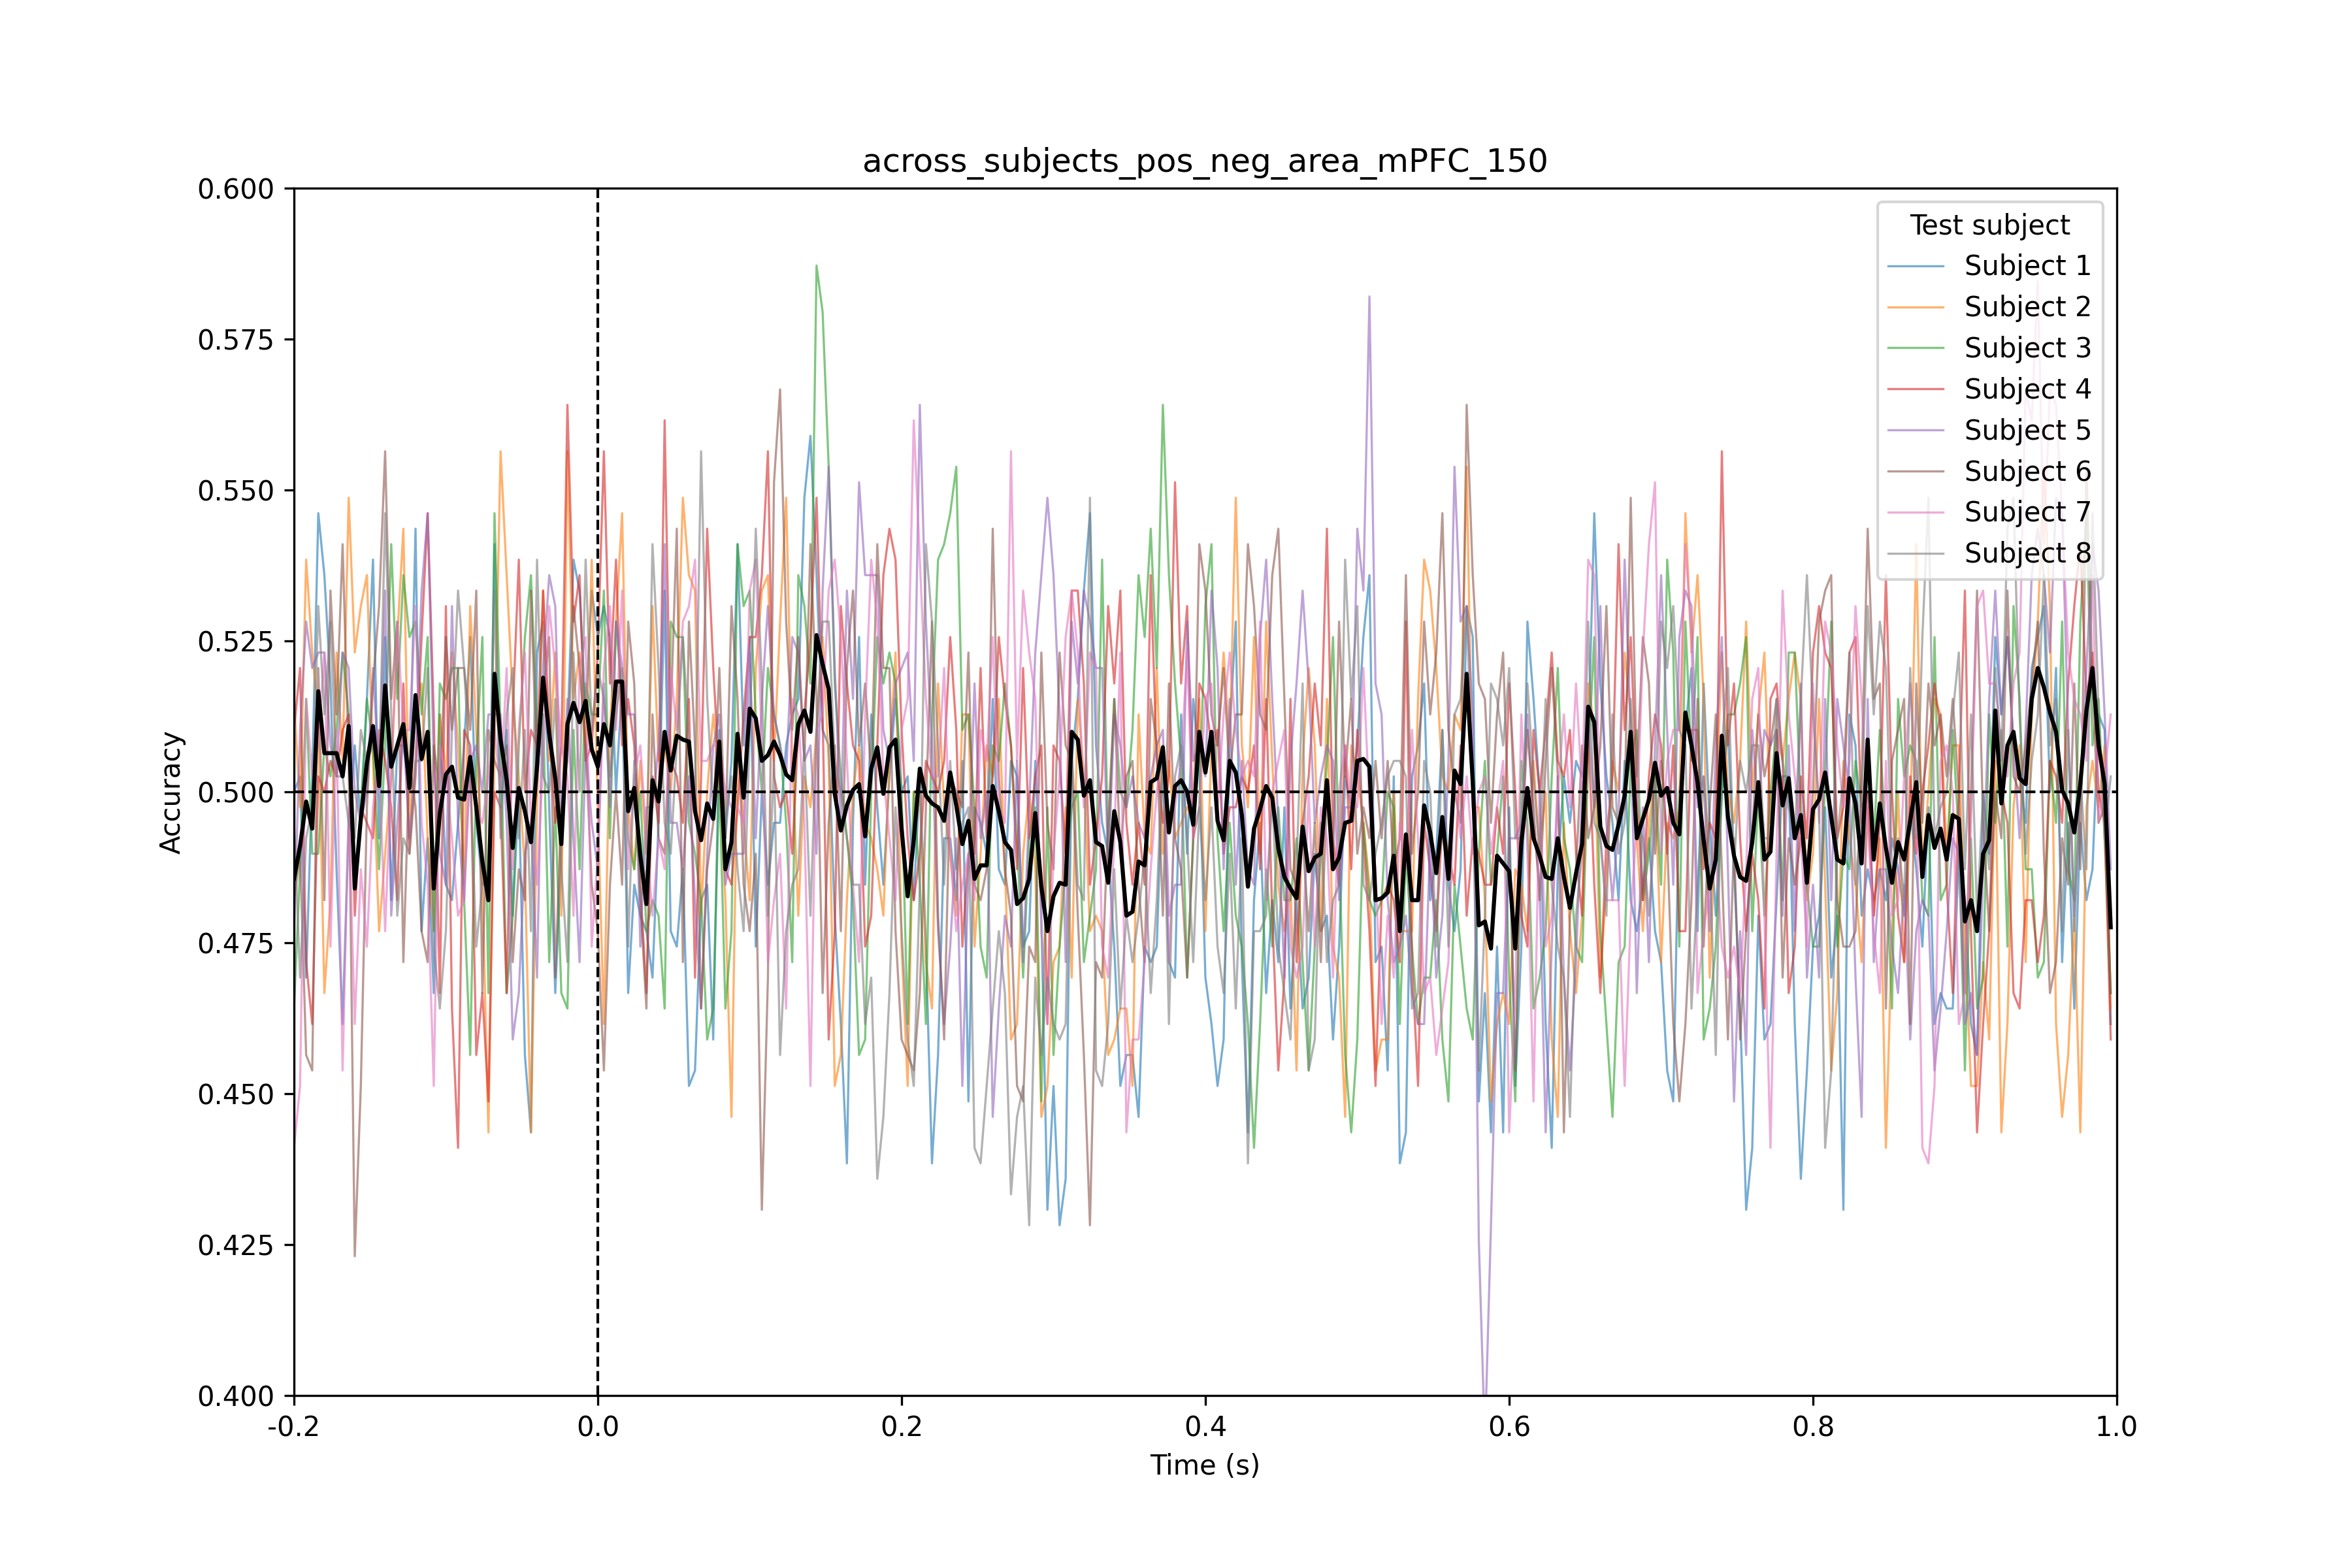 across_subjects_pos_neg_area_mPFC_150
0.600
0.575
0.550
0.525
0.500
0.475
0.450
0.425
0.400
Accuracy
-0.2
0.0
0.2
0.4
0.6
0.8
1.0
Time (s)
Test subject
Subject 1
Subject 2
Subject 3
Subject 4
Subject 5
Subject 6
Subject 7
Subject 8